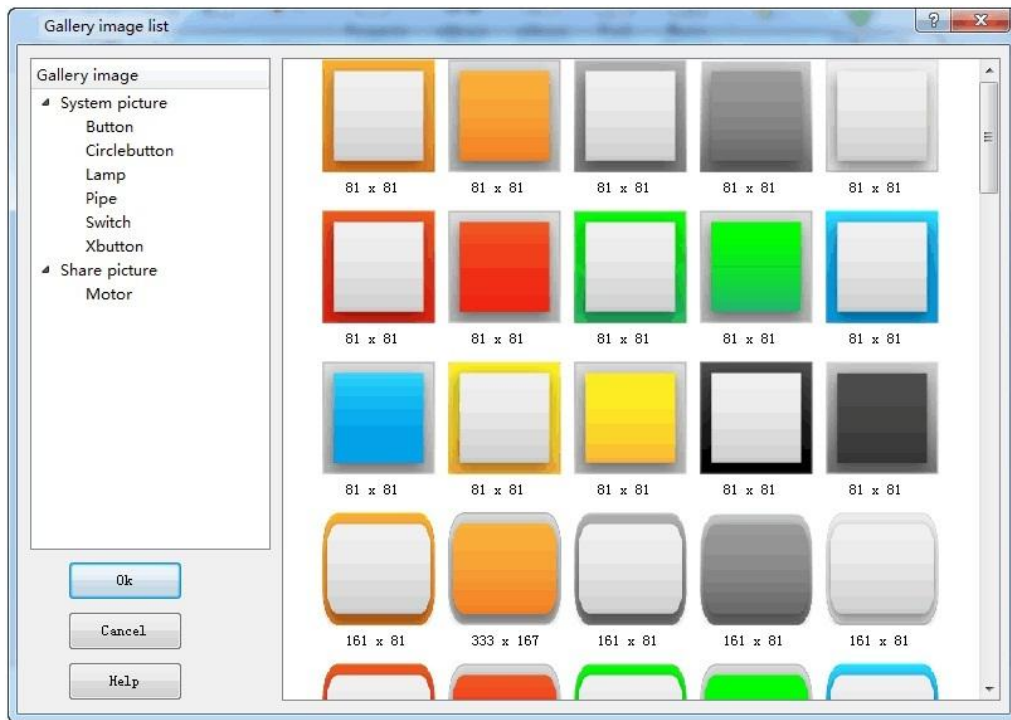 Gallery image list
Gallery image
System picture
Button
Circlebutton
Lamp
Pipe
Switch
Xbutton
Share picture
Motor
Ok
Cancel
Help
81 x 81 81 x 81 81 x 81 81 x 81 81 x 81
81 x 81 81 x 81 81 x 81 81 x 81 81 x 81
81 x 81 81 x 81 81 x 81 81 x 81 81 x 81
161 x 81 333 x 167 161 x 81 161 x 81 161 x 81